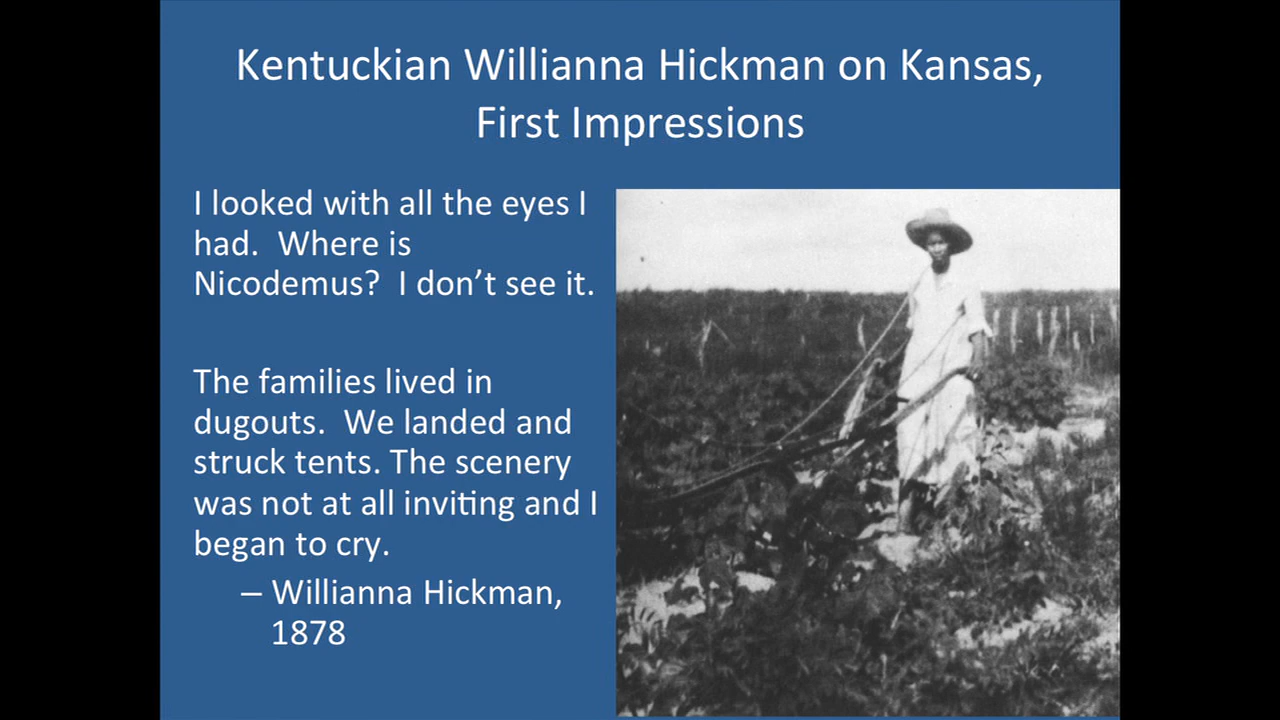 Kentuckian Willianna Hickman on Kansas,
First Impressions
I looked with all the eyes I
had.  Where is
Nicodemus?  I don’t see it.
The families lived in
dugouts.  We landed and
struck tents. The scenery
was not at all inviting and I
began to cry.
– Willianna Hickman,
1878